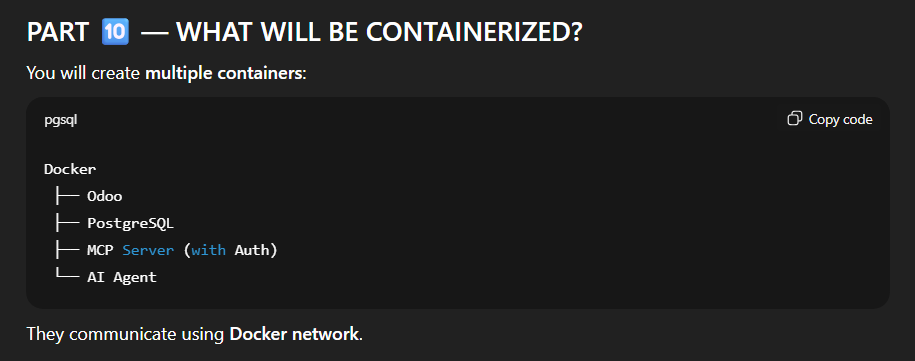 PART 🔟 — WHAT WILL BE CONTAINERIZED?
You will create multiple containers:
pgsql
Copy code
Docker
├── Odoo
├── PostgreSQL
├── MCP Server (with Auth)
└── AI Agent
They communicate using Docker network.